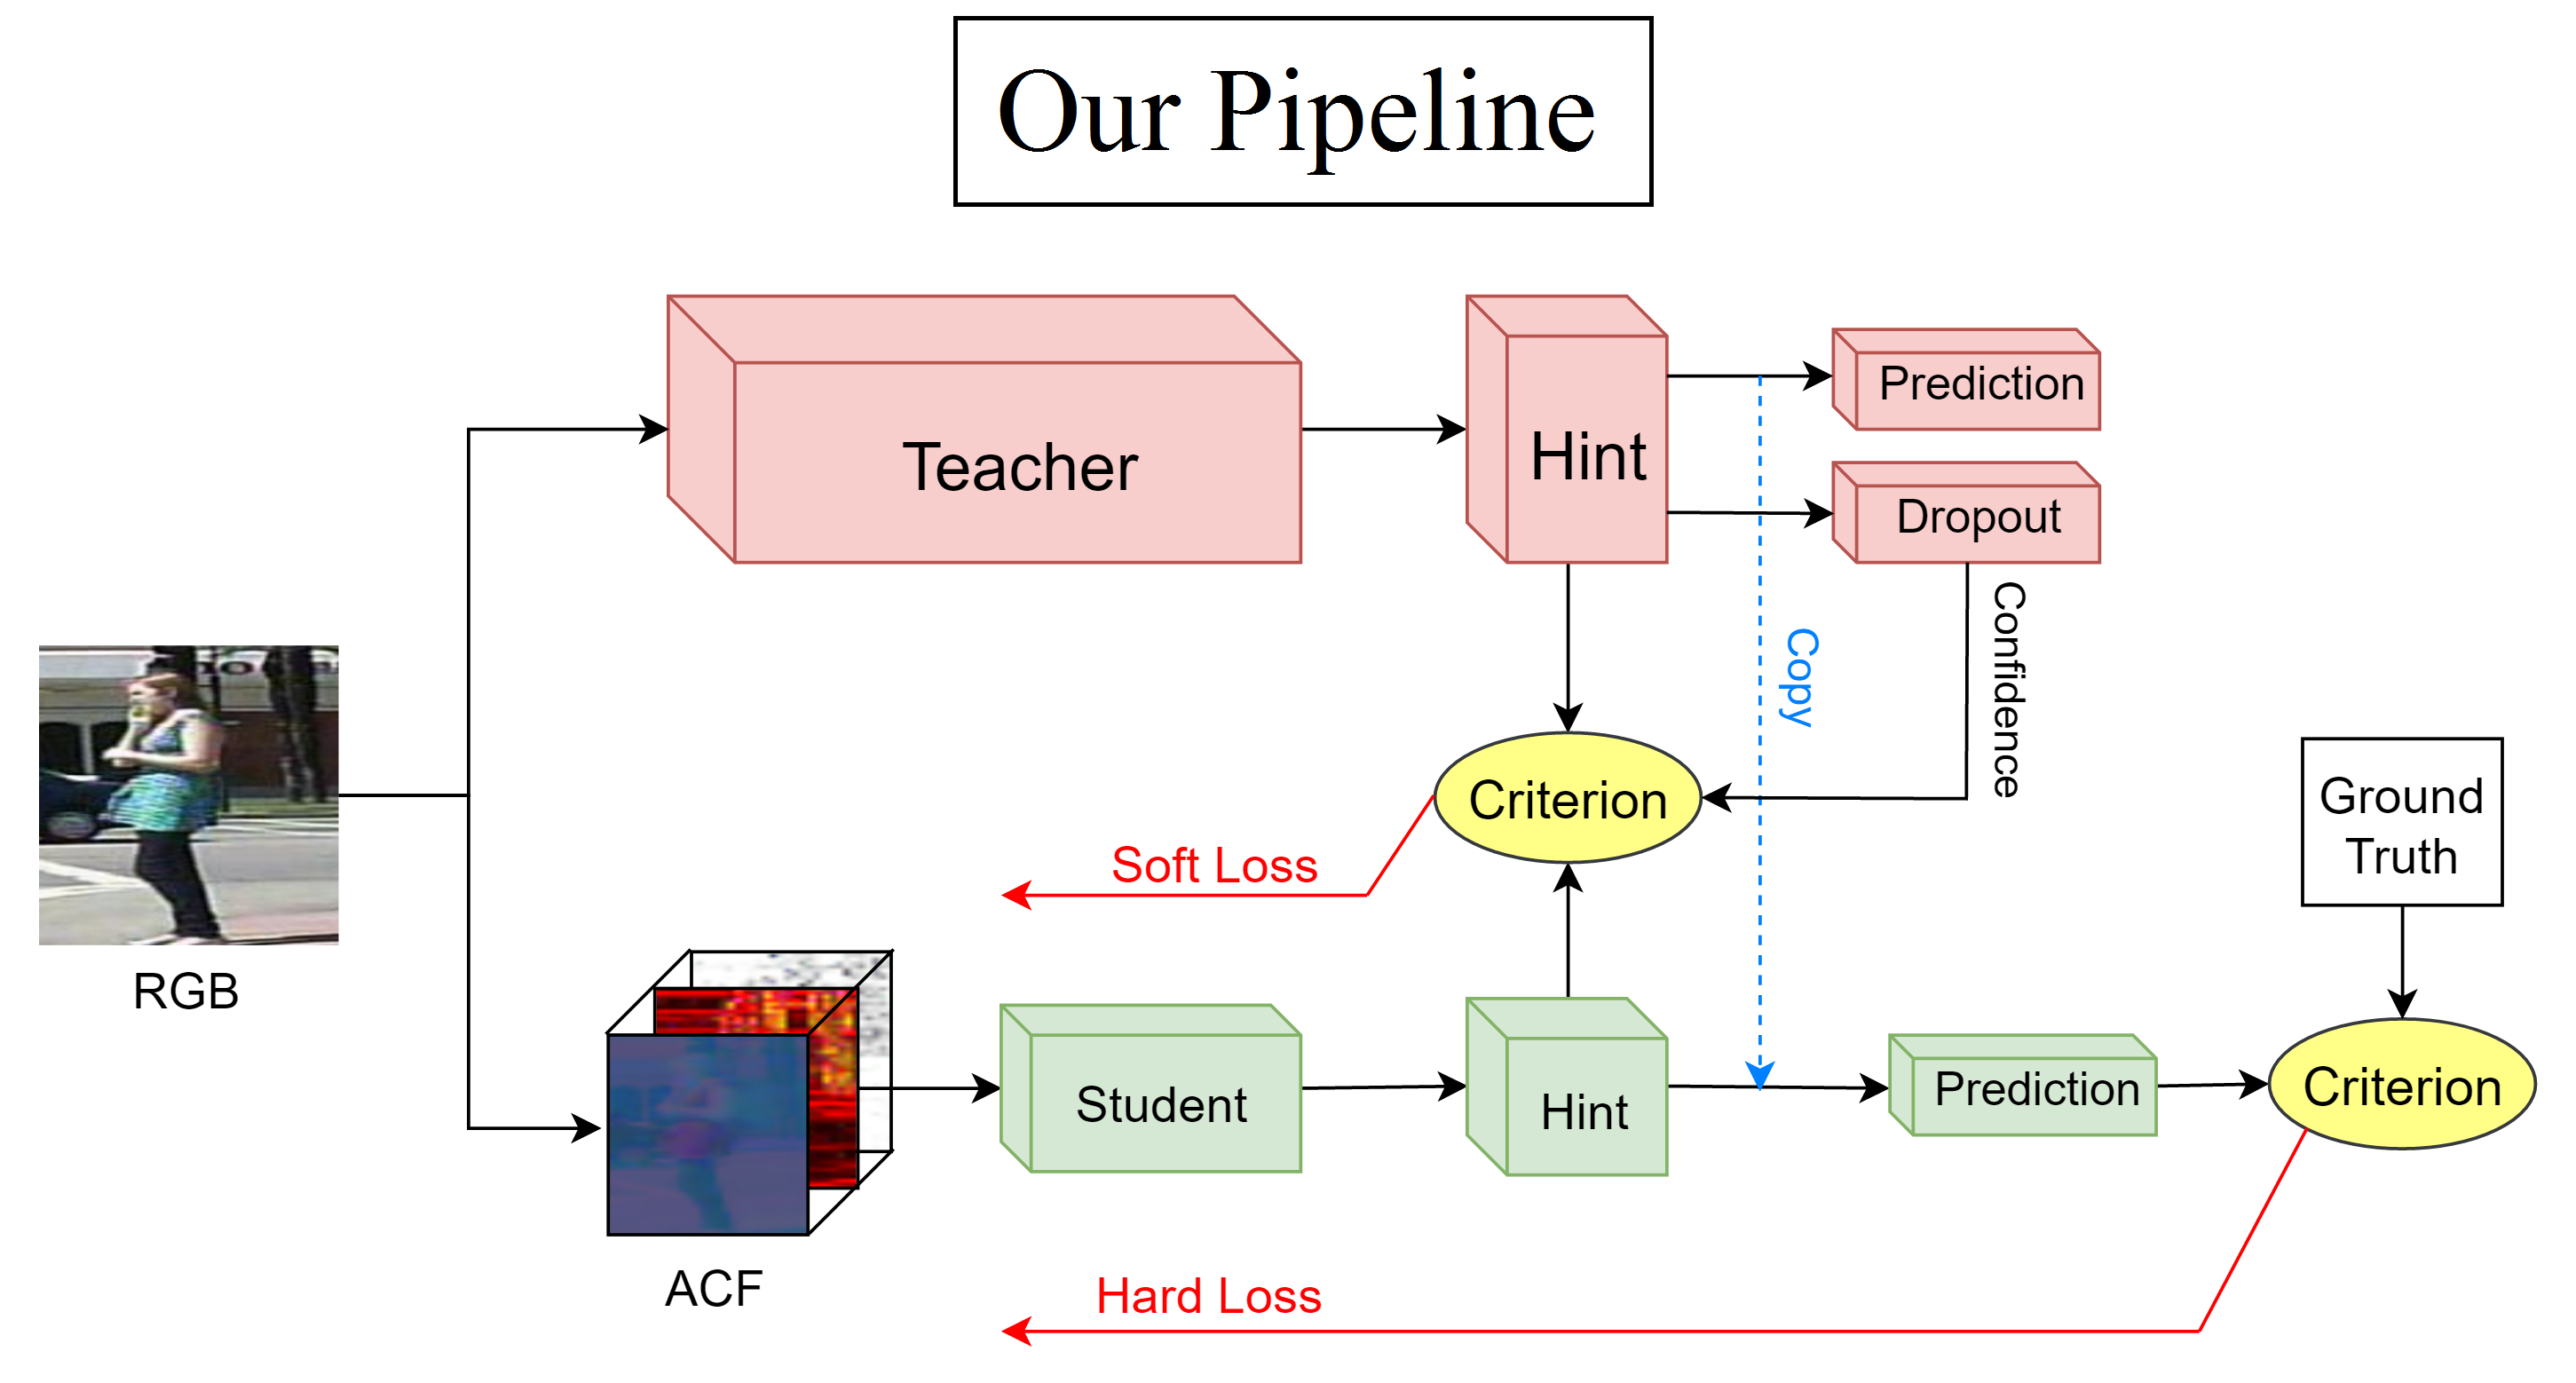 Our Pipeline
Teacher
Hint
Prediction
Dropout
Confidence
Copy
Criterion
Soft Loss
Ground
Truth
RGB
ACF
Student
Hint
Prediction
Criterion
Hard Loss